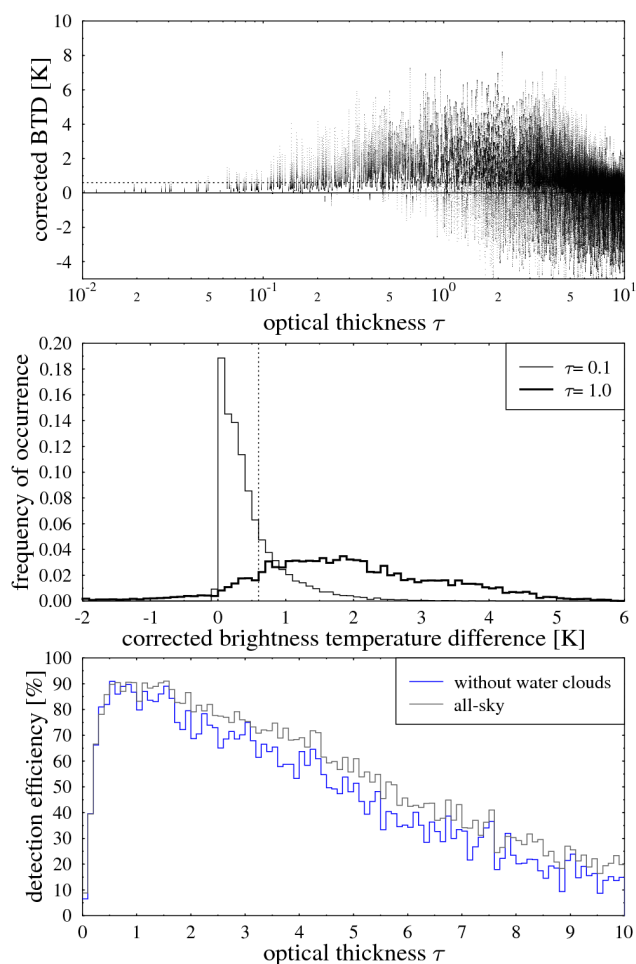 10
8
6
4
2
0
-2
-4
corrected BTD [K]
10-2 2 5 10-1 2 5 100 2 5 101
optical thickness τ
0.20
0.18
0.16
0.14
0.12
0.10
0.08
0.06
0.04
0.02
0.00
frequency of occurrence
τ= 0.1
τ= 1.0
-2 -1 0 1 2 3 4 5 6
corrected brightness temperature difference [K]
100
90
80
70
60
50
40
30
20
10
0
detection efficiency [%]
without water clouds
all-sky
0 1 2 3 4 5 6 7 8 9 10
optical thickness τ